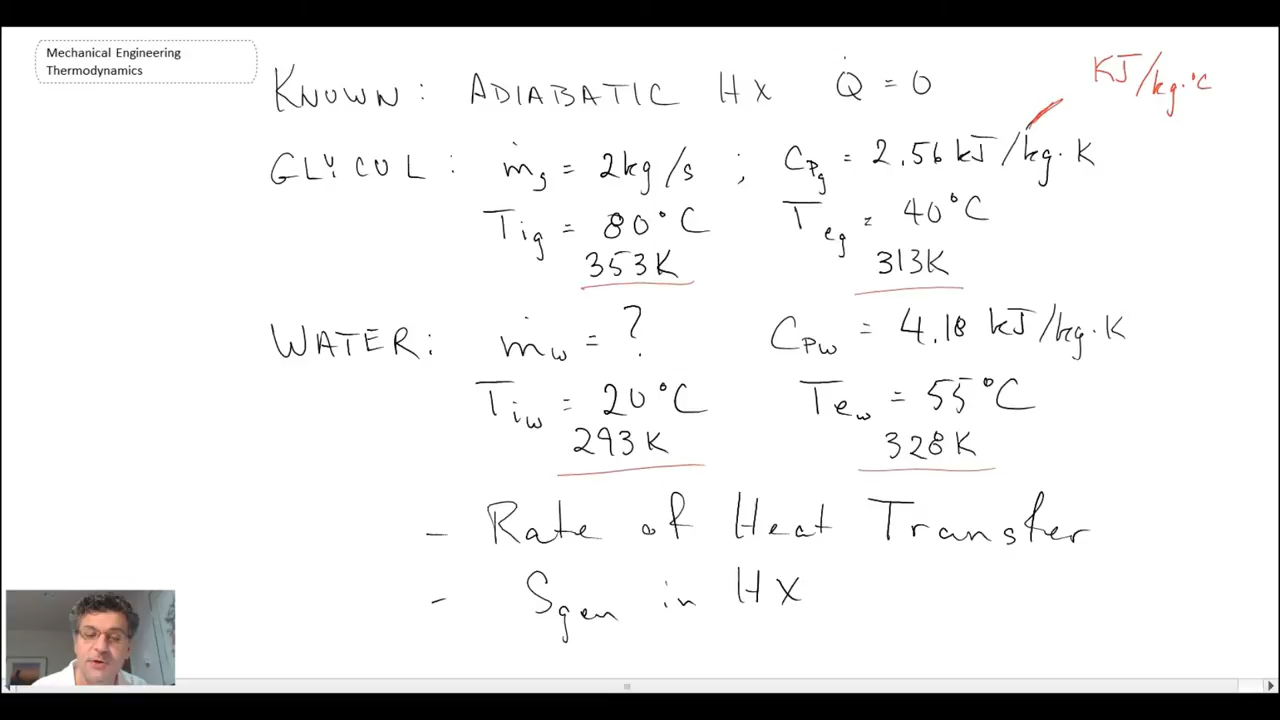 Mechanical Engineering
Thermodynamics
KNOWN: ADIABATIC HX Q̇ = 0
KJ/kg·°C
GLYCOL: ṁg = 2kg/s ; CPg = 2.56 kJ/kg·K
Tig = 80°C Teg = 40°C
353K 313K
WATER: ṁw = ? CPw = 4.18 kJ/kg·K
Tiw = 20°C Tew = 55°C
293K 328K
- Rate of Heat Transfer
- Sgen in HX